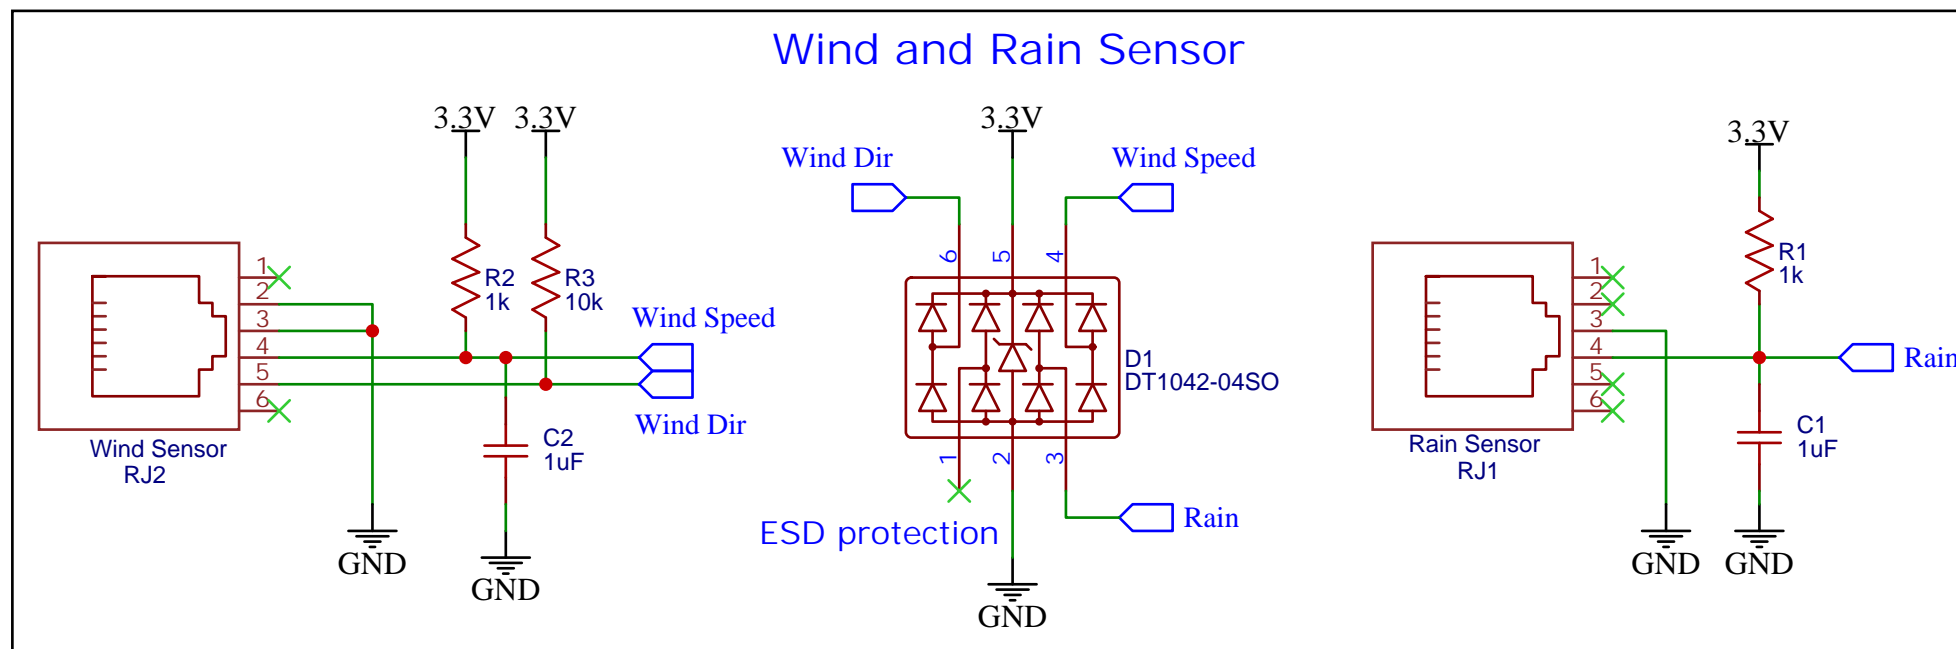 Wind and Rain Sensor
3.3V
3.3V
R2
1k
R3
10k
1
2
3
4
5
6
Wind Speed
Wind Dir
Wind Sensor
RJ2
C2
1uF
GND
GND
3.3V
Wind Dir
Wind Speed
6
5
4
D1
DT1042-04SO
1
2
3
ESD protection
Rain
GND
3.3V
R1
1k
1
2
3
4
5
6
Rain
Rain Sensor
RJ1
C1
1uF
GND
GND